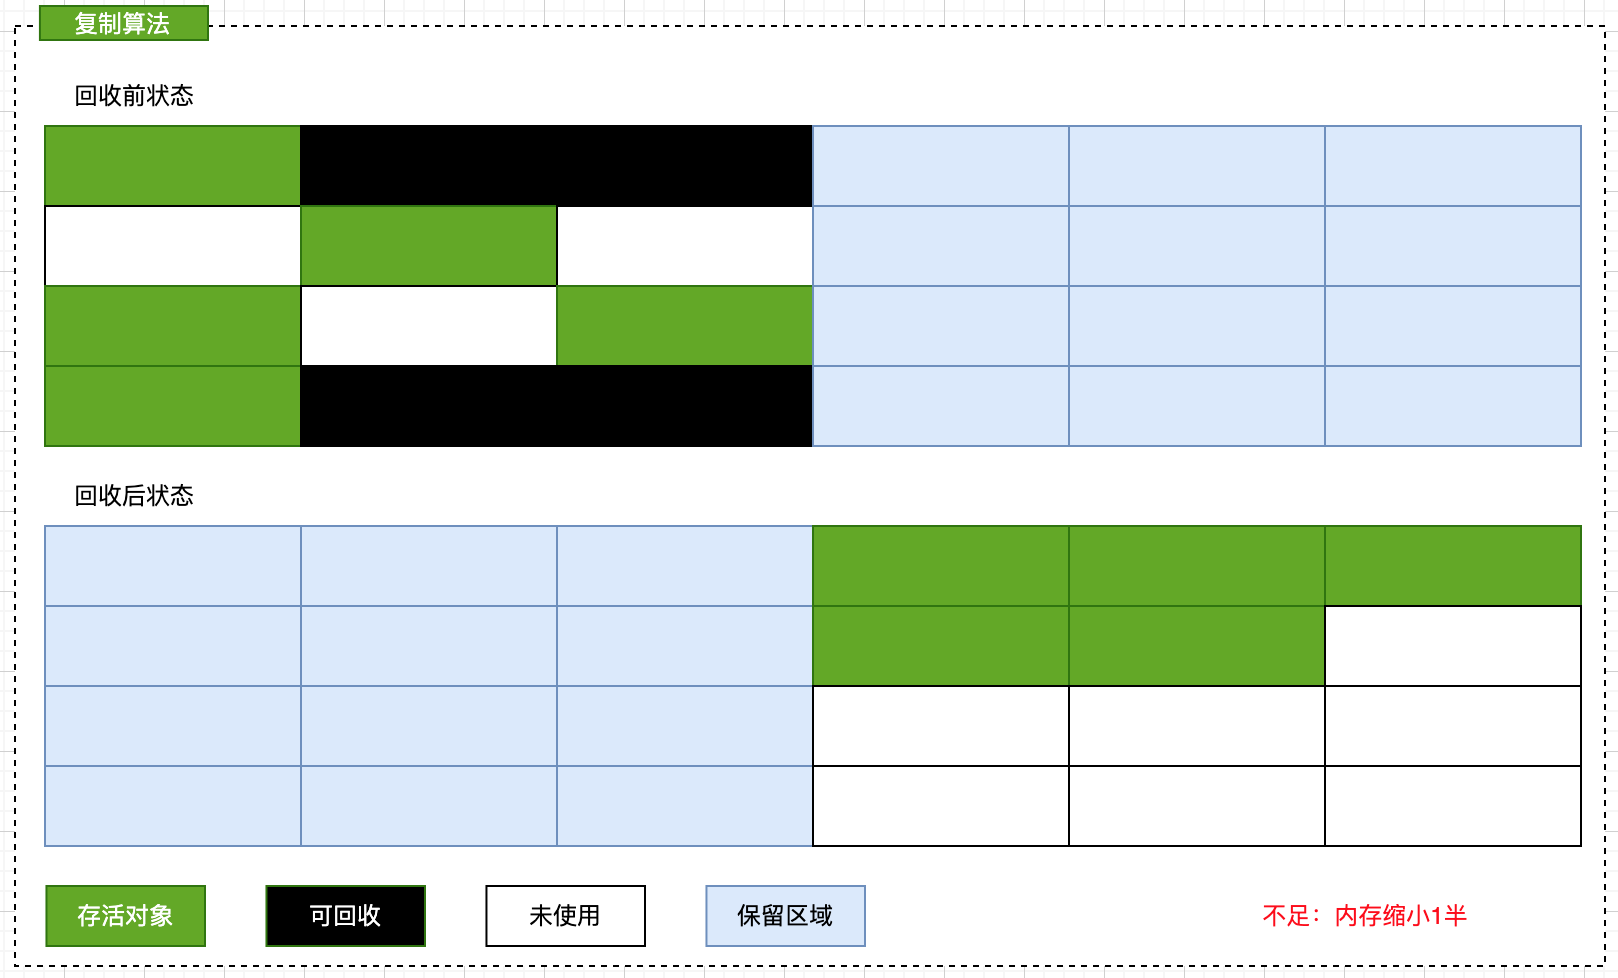 复制算法
回收前状态
回收后状态
存活对象
可回收
未使用
保留区域
不足：内存缩小1半